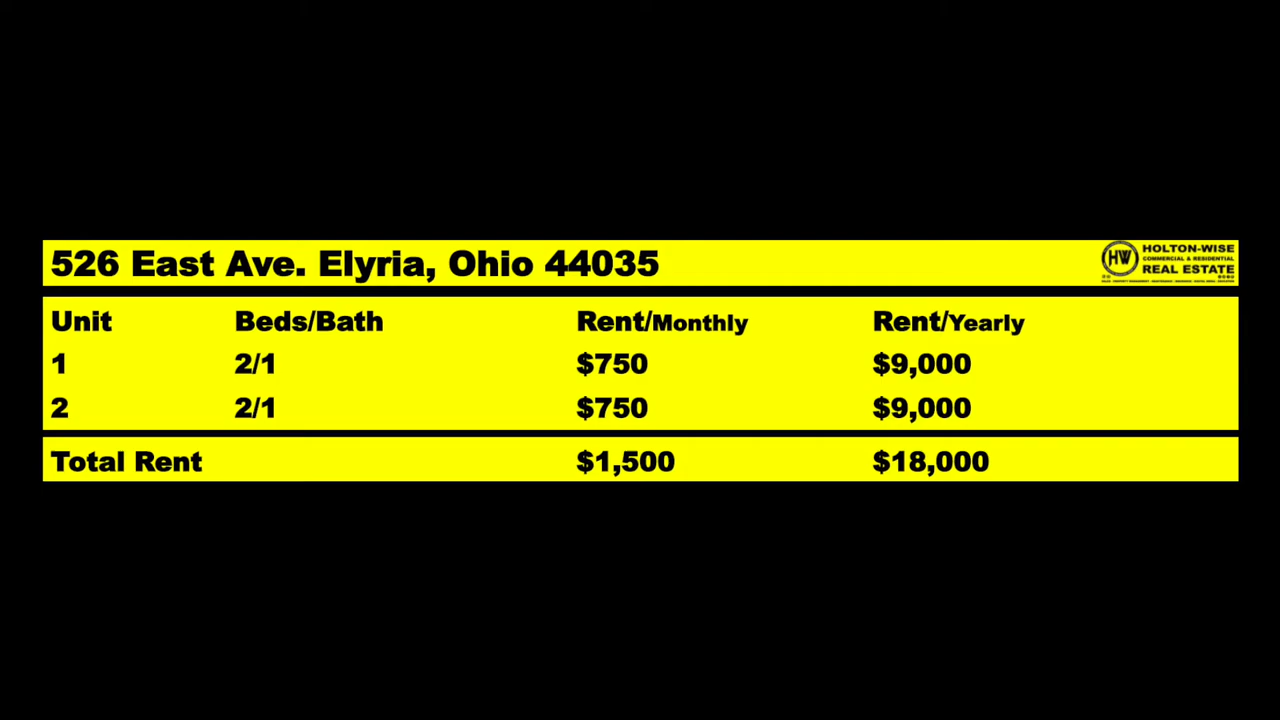 526 East Ave. Elyria, Ohio 44035
HW
HOLTON-WISE
COMMERCIAL & RESIDENTIAL
REAL ESTATE
Unit Beds/Bath Rent/Monthly Rent/Yearly
1 2/1 $750 $9,000
2 2/1 $750 $9,000
Total Rent $1,500 $18,000